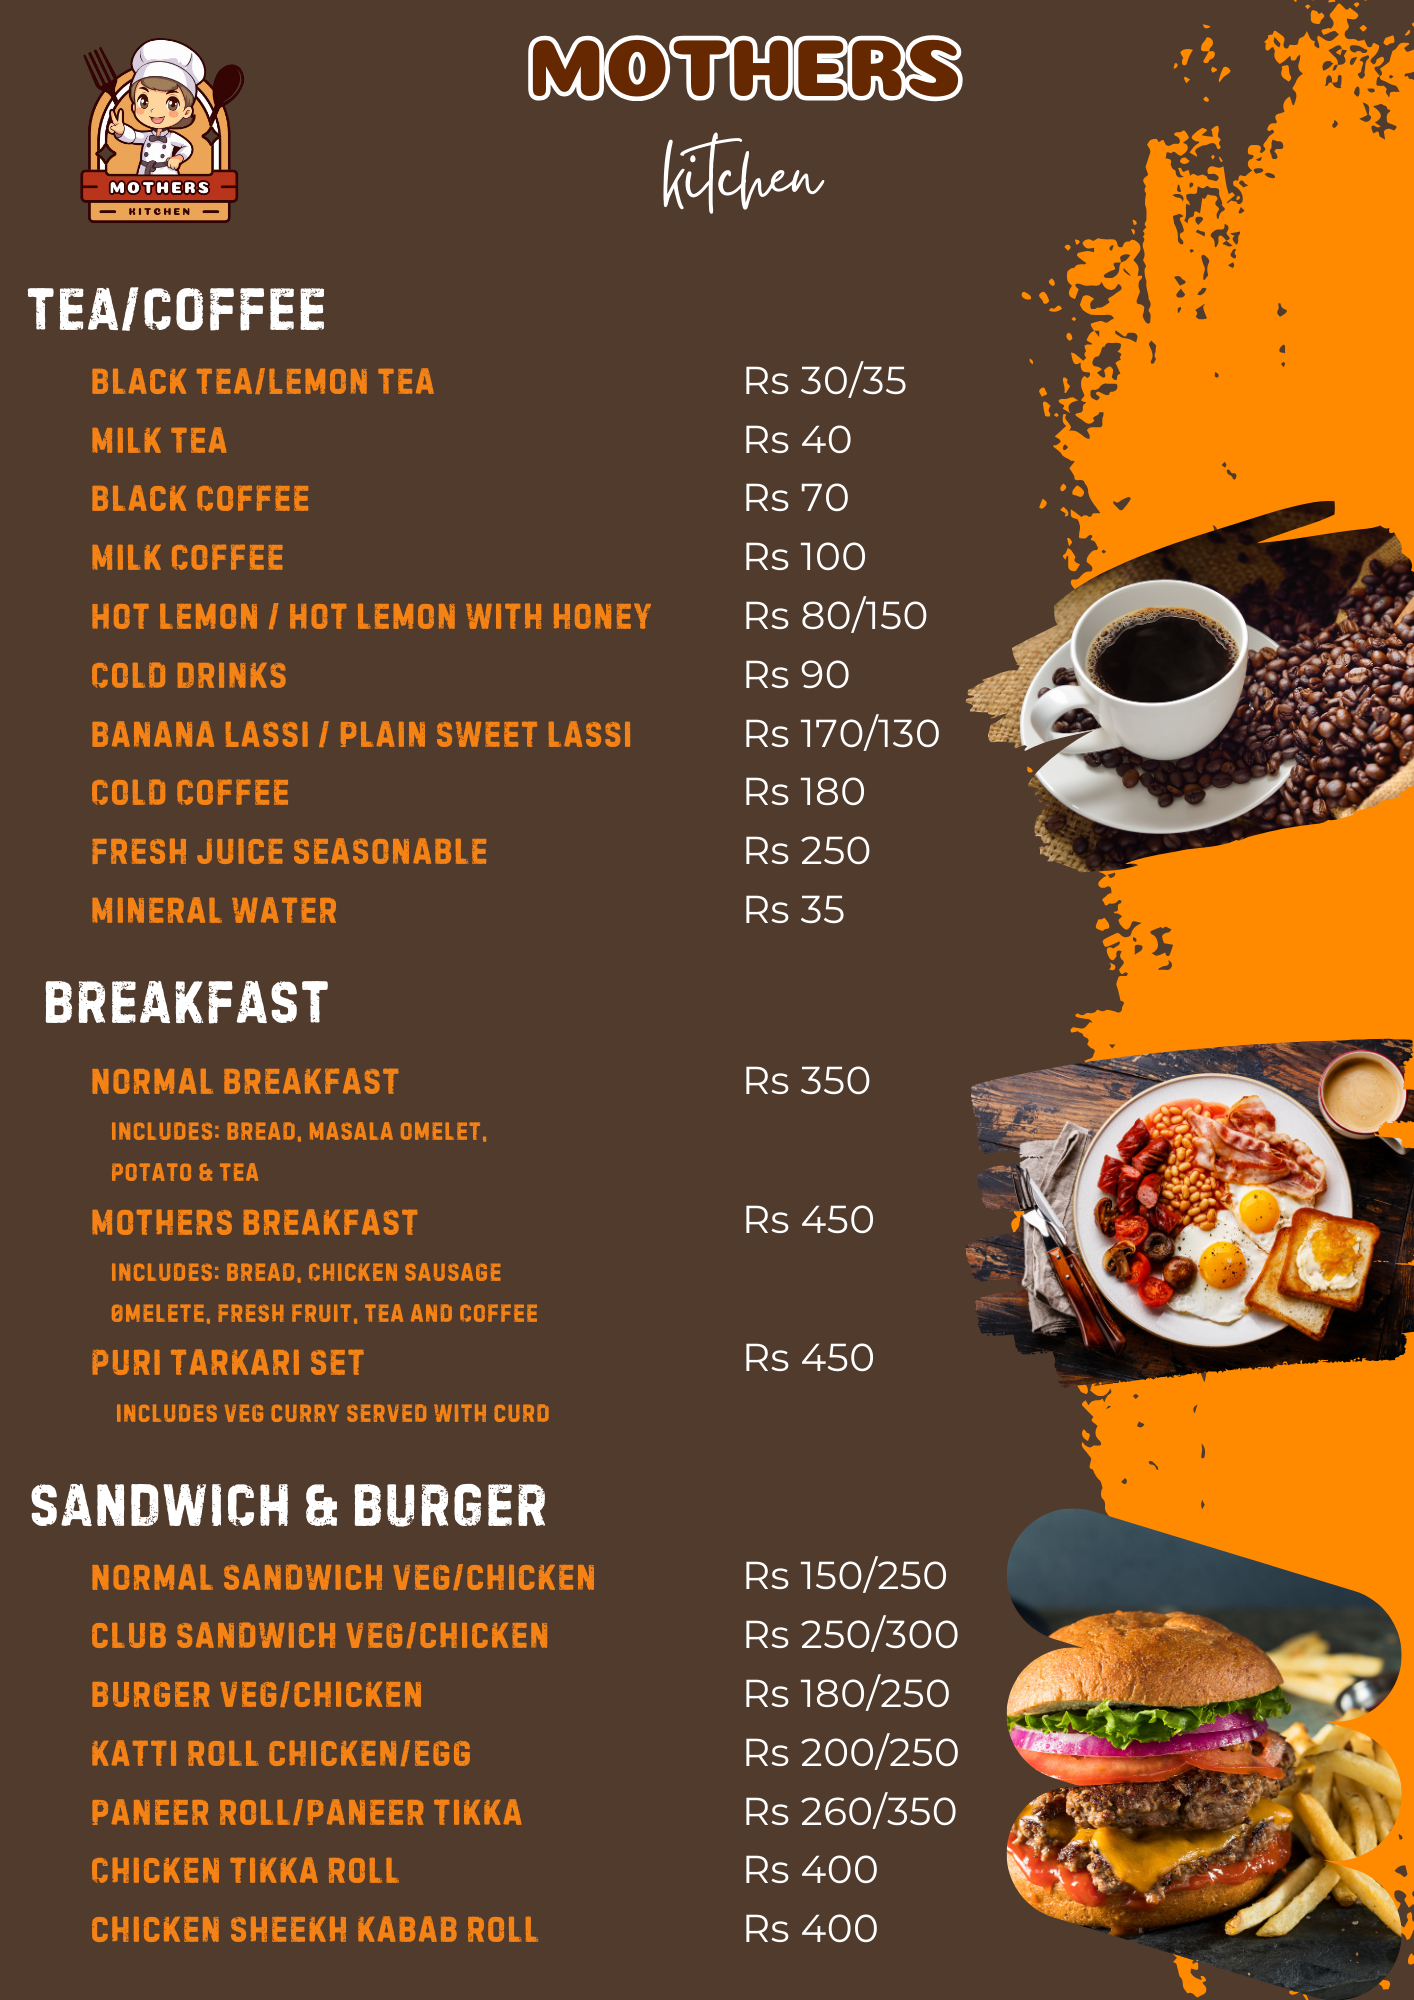 MOTHERS
KITCHEN
MOTHERS
kitchen
TEA/COFFEE
BLACK TEA/LEMON TEA Rs 30/35
MILK TEA Rs 40
BLACK COFFEE Rs 70
MILK COFFEE Rs 100
HOT LEMON / HOT LEMON WITH HONEY Rs 80/150
COLD DRINKS Rs 90
BANANA LASSI / PLAIN SWEET LASSI Rs 170/130
COLD COFFEE Rs 180
FRESH JUICE SEASONABLE Rs 250
MINERAL WATER Rs 35
BREAKFAST
NORMAL BREAKFAST Rs 350
INCLUDES: BREAD, MASALA OMELET,
POTATO & TEA
MOTHERS BREAKFAST Rs 450
INCLUDES: BREAD, CHICKEN SAUSAGE
0MELETE, FRESH FRUIT, TEA AND COFFEE
PURI TARKARI SET Rs 450
INCLUDES VEG CURRY SERVED WITH CURD
SANDWICH & BURGER
NORMAL SANDWICH VEG/CHICKEN Rs 150/250
CLUB SANDWICH VEG/CHICKEN Rs 250/300
BURGER VEG/CHICKEN Rs 180/250
KATTI ROLL CHICKEN/EGG Rs 200/250
PANEER ROLL/PANEER TIKKA Rs 260/350
CHICKEN TIKKA ROLL Rs 400
CHICKEN SHEEKH KABAB ROLL Rs 400